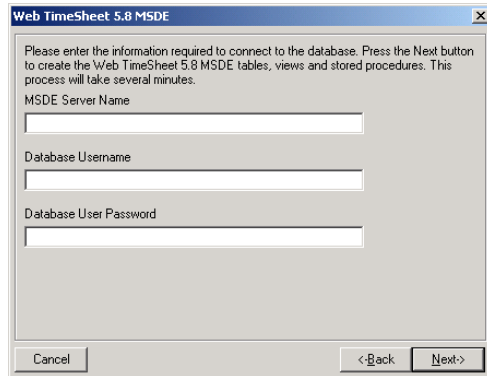 Web TimeSheet 5.8 MSDE
Please enter the information required to connect to the database. Press the Next button
to create the Web TimeSheet 5.8 MSDE tables, views and stored procedures. This
process will take several minutes.
MSDE Server Name
Database Username
Database User Password
Cancel
<-Back
Next->